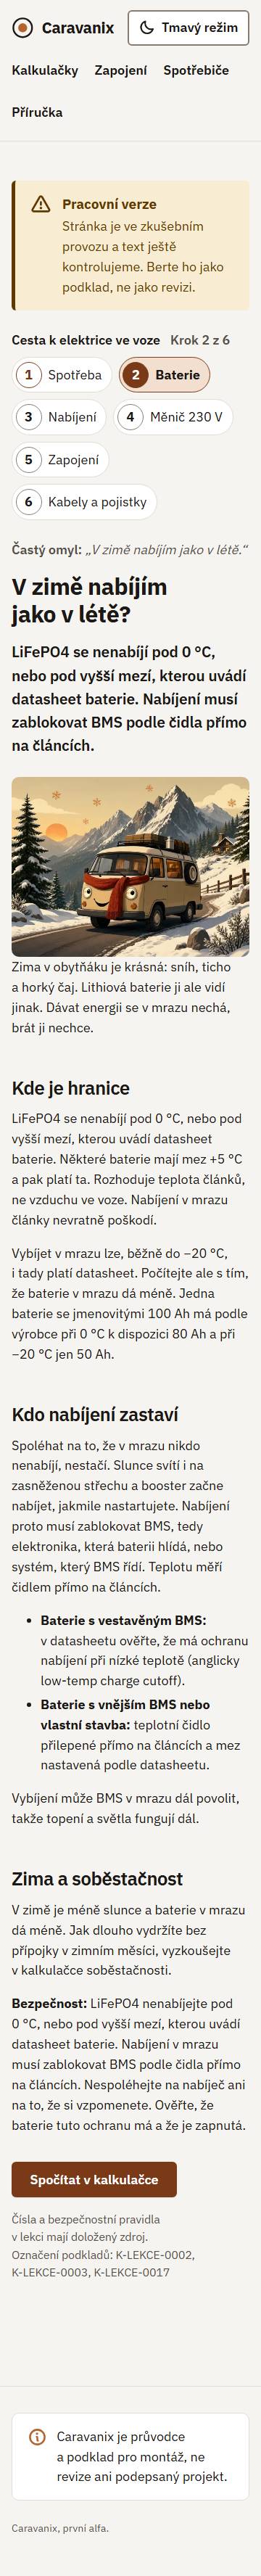 Caravanix
Tmavý režim
Kalkulačky Zapojení Spotřebiče
Příručka
Pracovní verze
Stránka je ve zkušebním
provozu a text ještě
kontrolujeme. Berte ho jako
podklad, ne jako revizi.
Cesta k elektrice ve voze Krok 2 z 6
1 Spotřeba 2 Baterie
3 Nabíjení 4 Měnič 230 V
5 Zapojení
6 Kabely a pojistky
Častý omyl: „V zimě nabíjím jako v létě.“
V zimě nabíjím
jako v létě?
LiFePO4 se nenabíjí pod 0 °C,
nebo pod vyšší mezí, kterou uvádí
datasheet baterie. Nabíjení musí
zablokovat BMS podle čidla přímo
na článcích.
Zima v obytňáku je krásná: sníh, ticho
a horký čaj. Lithiová baterie ji ale vidí
jinak. Dávat energii se v mrazu nechá,
brát ji nechce.
Kde je hranice
LiFePO4 se nenabíjí pod 0 °C, nebo pod
vyšší mezí, kterou uvádí datasheet
baterie. Některé baterie mají mez +5 °C
a pak platí ta. Rozhoduje teplota článků,
ne vzduchu ve voze. Nabíjení v mrazu
články nevratně poškodí.
Vybíjet v mrazu lze, běžně do −20 °C,
i tady platí datasheet. Počítejte ale s tím,
že baterie v mrazu dá méně. Jedna
baterie se jmenovitými 100 Ah má podle
výrobce při 0 °C k dispozici 80 Ah a při
−20 °C jen 50 Ah.
Kdo nabíjení zastaví
Spoléhat na to, že v mrazu nikdo
nenabíjí, nestačí. Slunce svítí i na
zasněženou střechu a booster začne
nabíjet, jakmile nastartujete. Nabíjení
proto musí zablokovat BMS, tedy
elektronika, která baterii hlídá, nebo
systém, který BMS řídí. Teplotu měří
čidlem přímo na článcích.
• Baterie s vestavěným BMS:
v datasheetu ověřte, že má ochranu
nabíjení při nízké teplotě (anglicky
low-temp charge cutoff).
• Baterie s vnějším BMS nebo
vlastní stavba: teplotní čidlo
přilepené přímo na článcích a mez
nastavená podle datasheetu.
Vybíjení může BMS v mrazu dál povolit,
takže topení a světla fungují dál.
Zima a soběstačnost
V zimě je méně slunce a baterie v mrazu
dá méně. Jak dlouho vydržíte bez
přípojky v zimním měsíci, vyzkoušejte
v kalkulačce soběstačnosti.
Bezpečnost: LiFePO4 nenabíjejte pod
0 °C, nebo pod vyšší mezí, kterou uvádí
datasheet baterie. Nabíjení v mrazu
musí zablokovat BMS podle čidla přímo
na článcích. Nespoléhejte na nabíječ ani
na to, že si vzpomenete. Ověřte, že
baterie tuto ochranu má a že je zapnutá.
Spočítat v kalkulačce
Čísla a bezpečnostní pravidla
v lekci mají doložený zdroj.
Označení podkladů: K-LEKCE-0002,
K-LEKCE-0003, K-LEKCE-0017
Caravanix je průvodce
a podklad pro montáž, ne
revize ani podepsaný projekt.
Caravanix, první alfa.